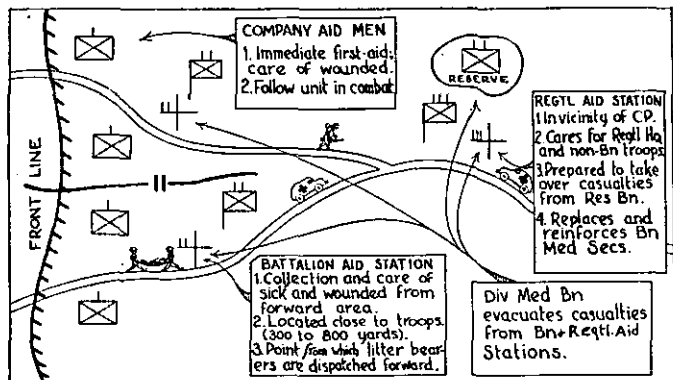 COMPANY AID MEN
1. Immediate first-aid:
care of wounded.
2. Follow unit in combat.
RESERVE
REGTL AID STATION
1 In vicinity of CP.
2. Cares for Regtl Hq
and non-Bn troops
3. Prepared to take
over casualties
from Res Bn.
4. Replaces and
reinforces Bn
Med Secs.
FRONT LINE
BATTALION AID STATION
1. Collection and care of
sick and wounded from
forward area.
2. Located close to troops.
(300 to 800 yards).
3. Point from which litter bear-
ers are dispatched forward.
Div Med Bn
evacuates casualties
from Bn & Regtl. Aid
Stations.